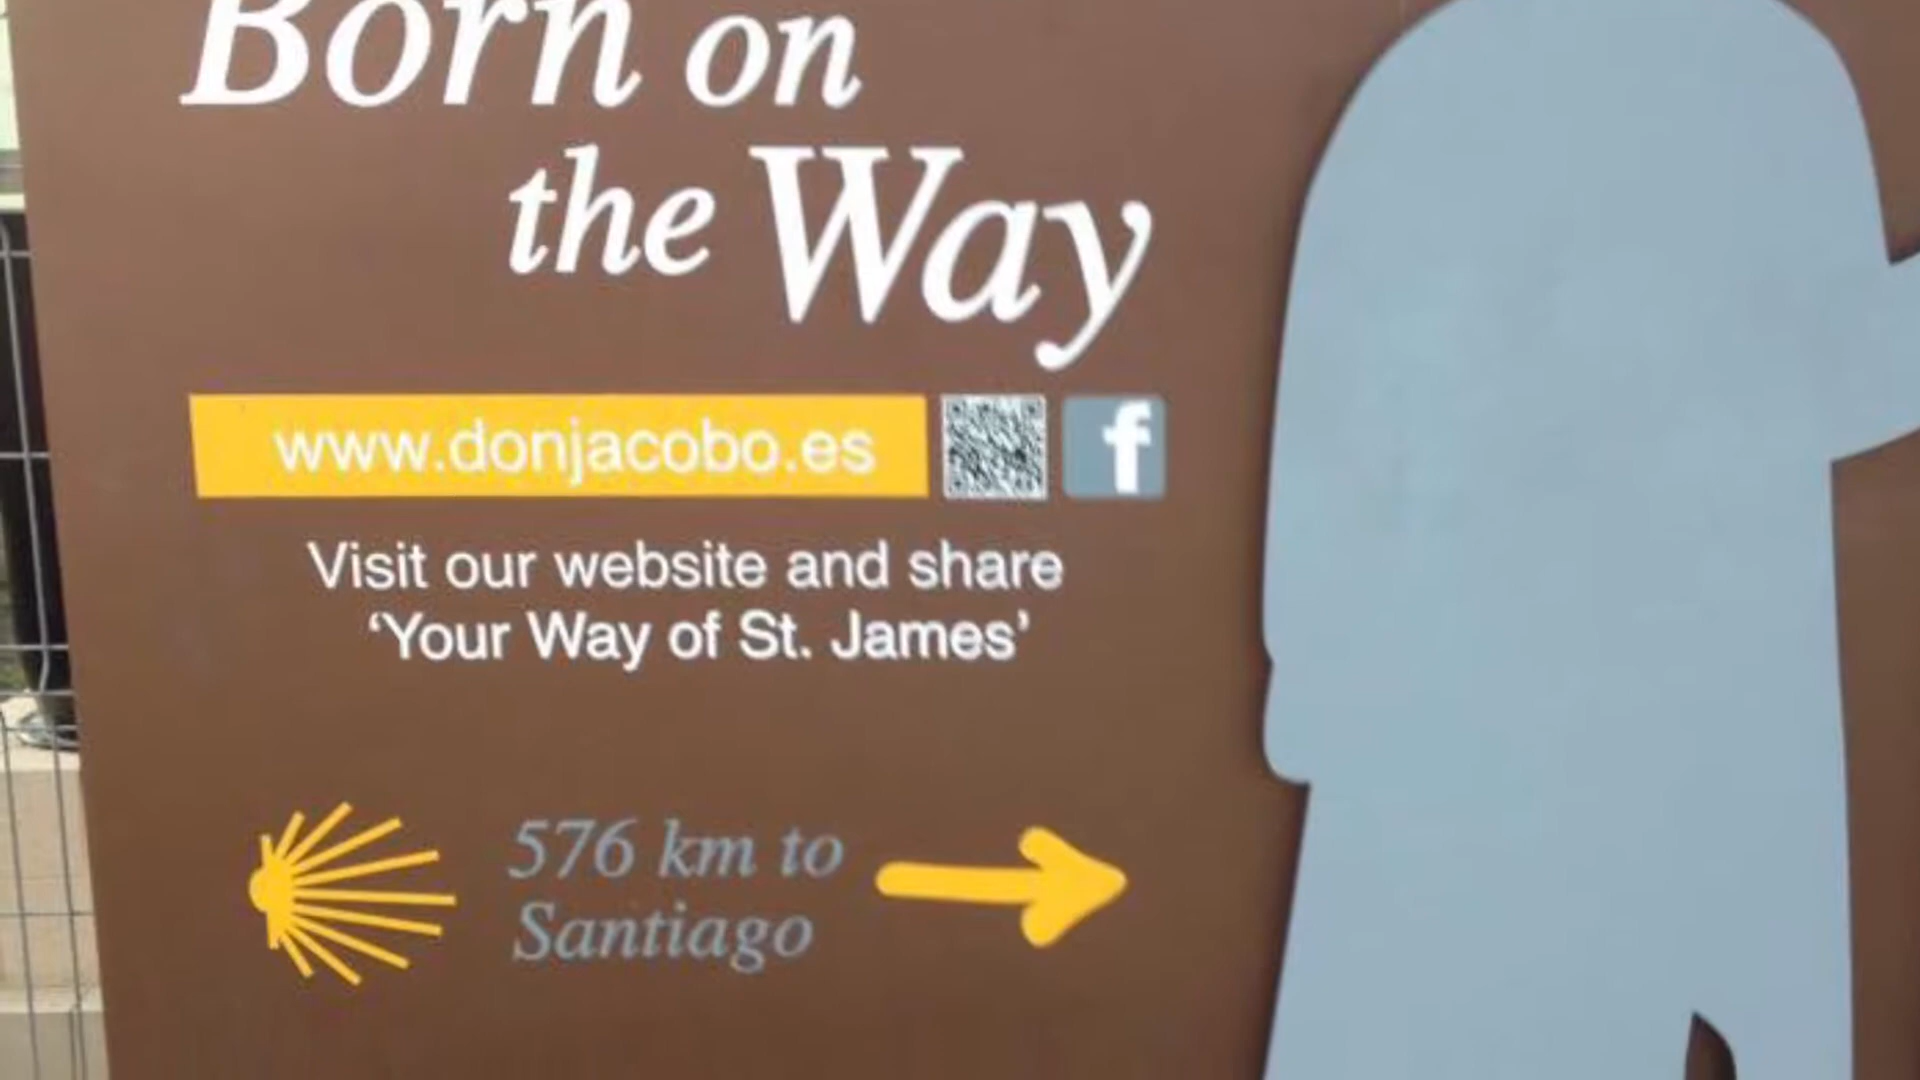 Born on
the Way
www.donjacobo.es
f
Visit our website and share
‘Your Way of St. James’
576 km to
Santiago